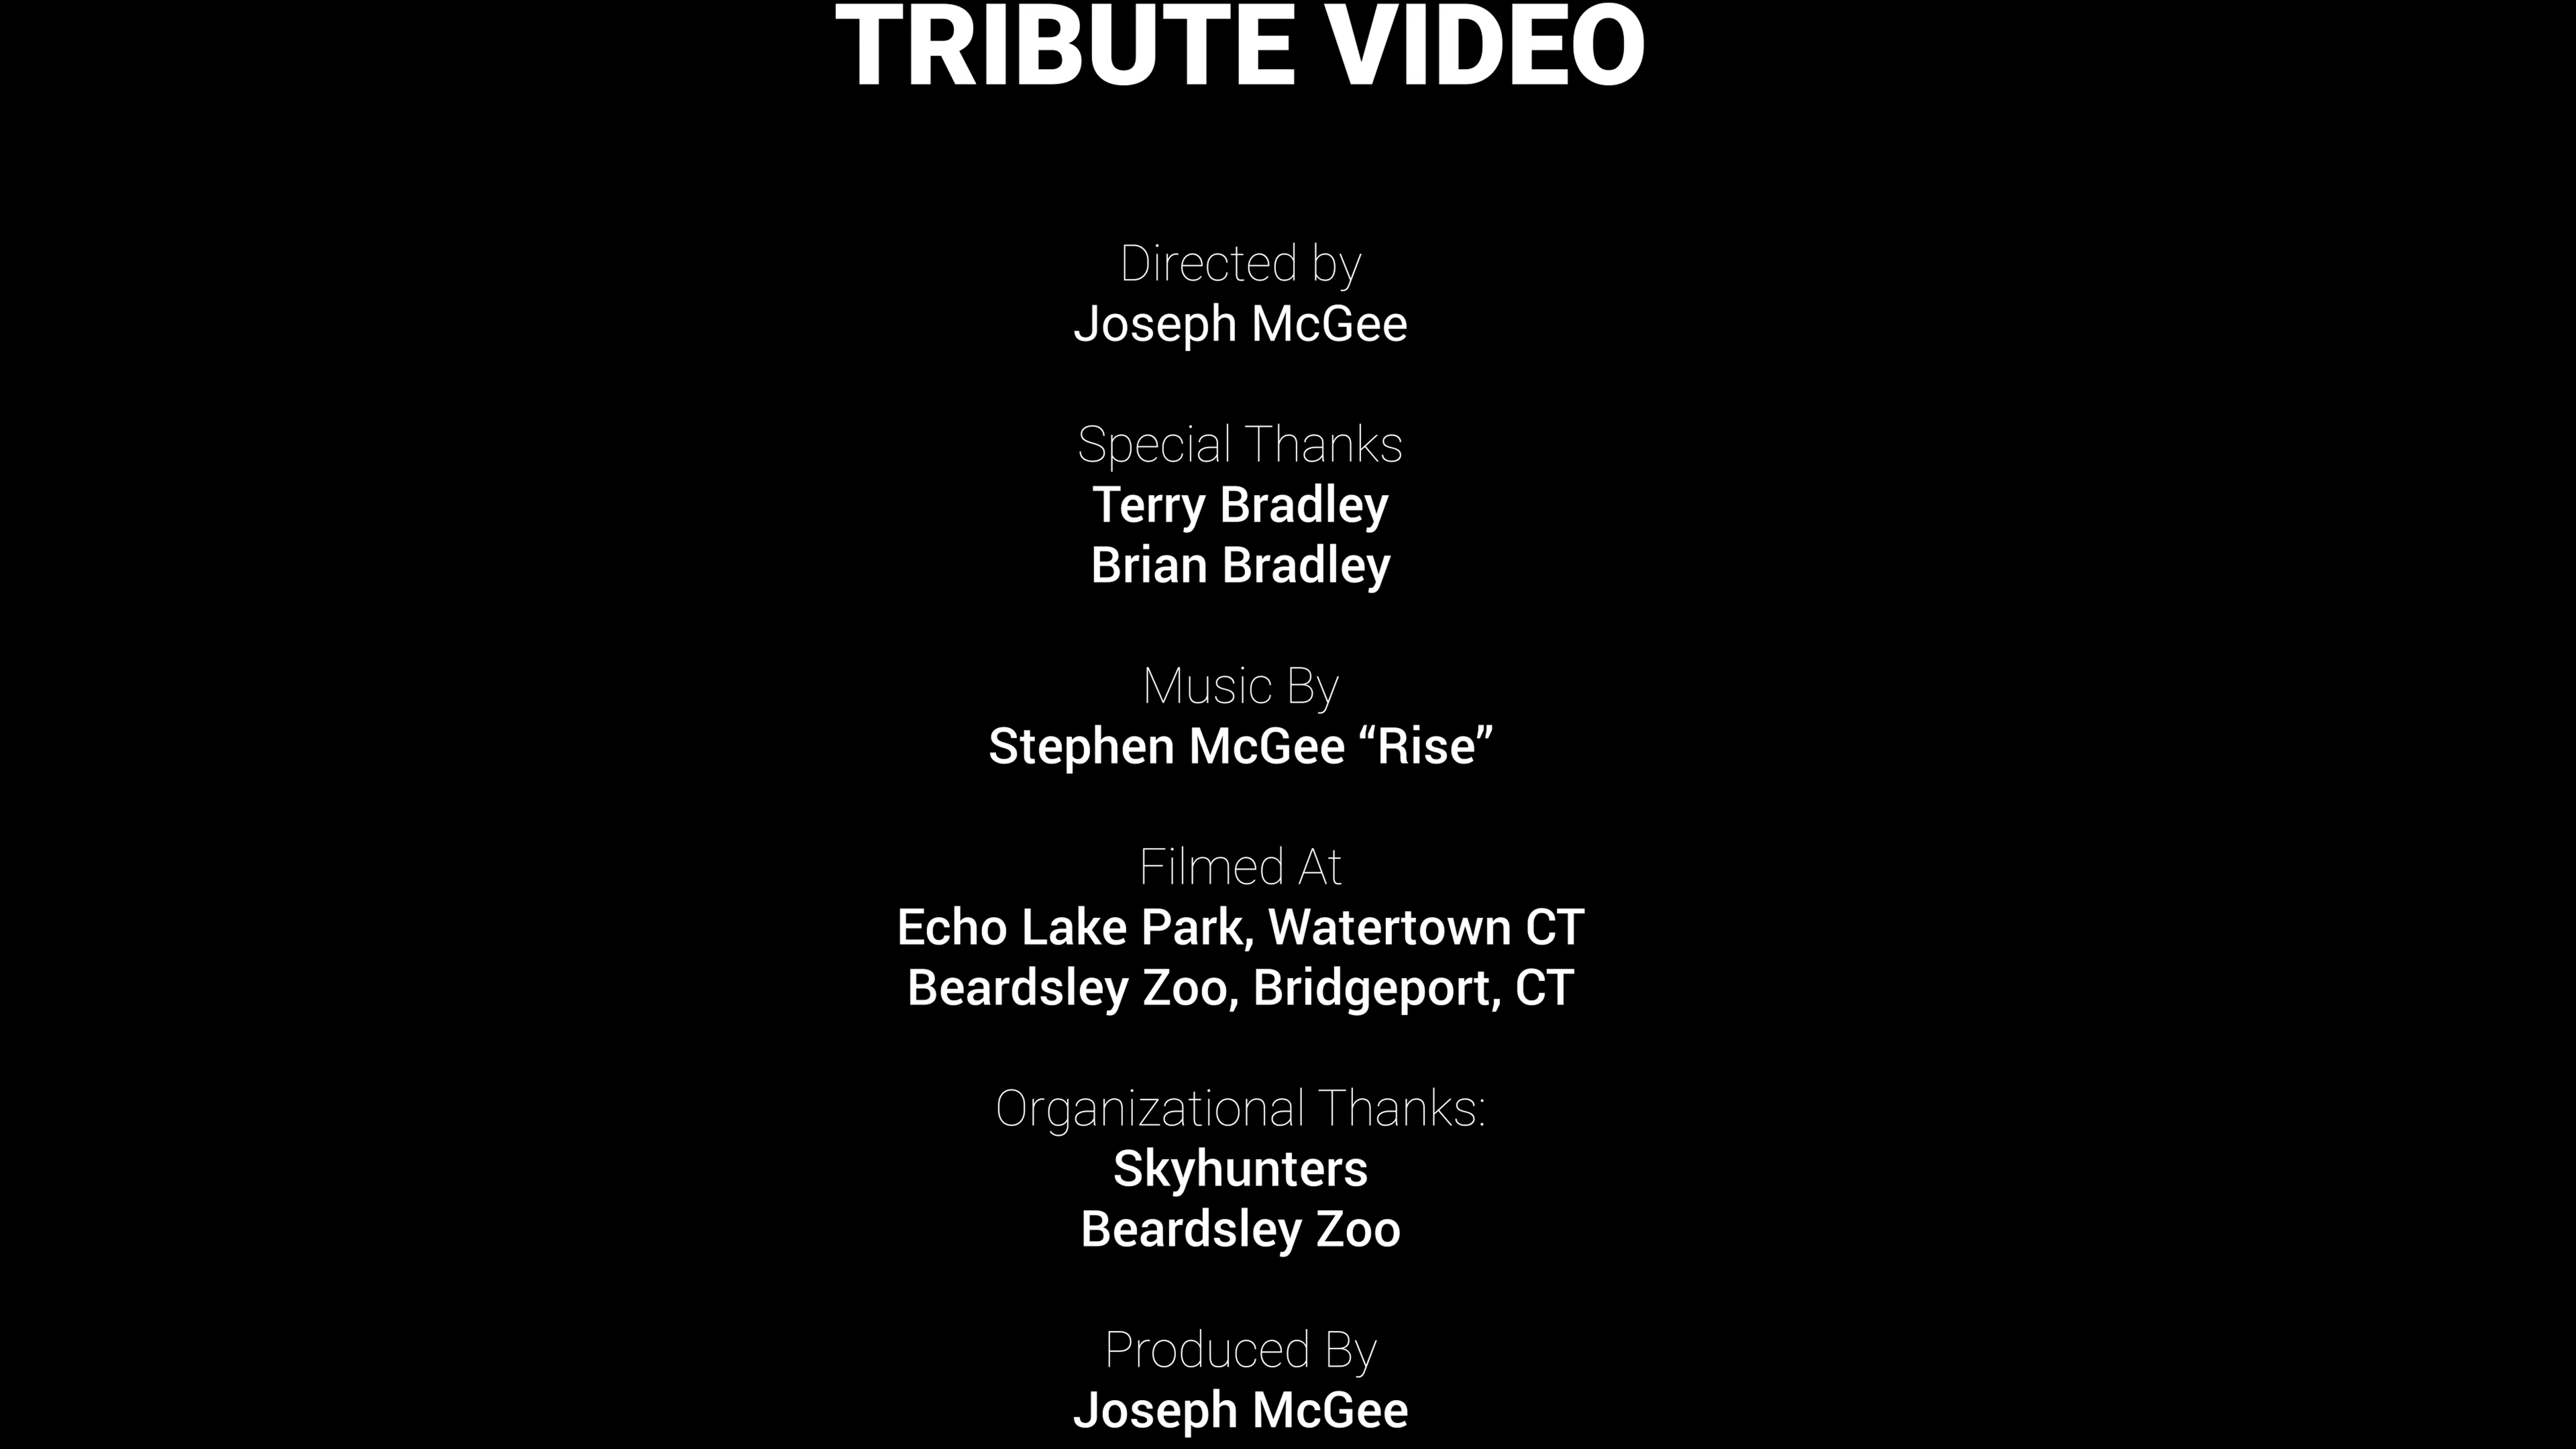 TRIBUTE VIDEO
Directed by
Joseph McGee
Special Thanks
Terry Bradley
Brian Bradley
Music By
Stephen McGee “Rise”
Filmed At
Echo Lake Park, Watertown CT
Beardsley Zoo, Bridgeport, CT
Organizational Thanks:
Skyhunters
Beardsley Zoo
Produced By
Joseph McGee